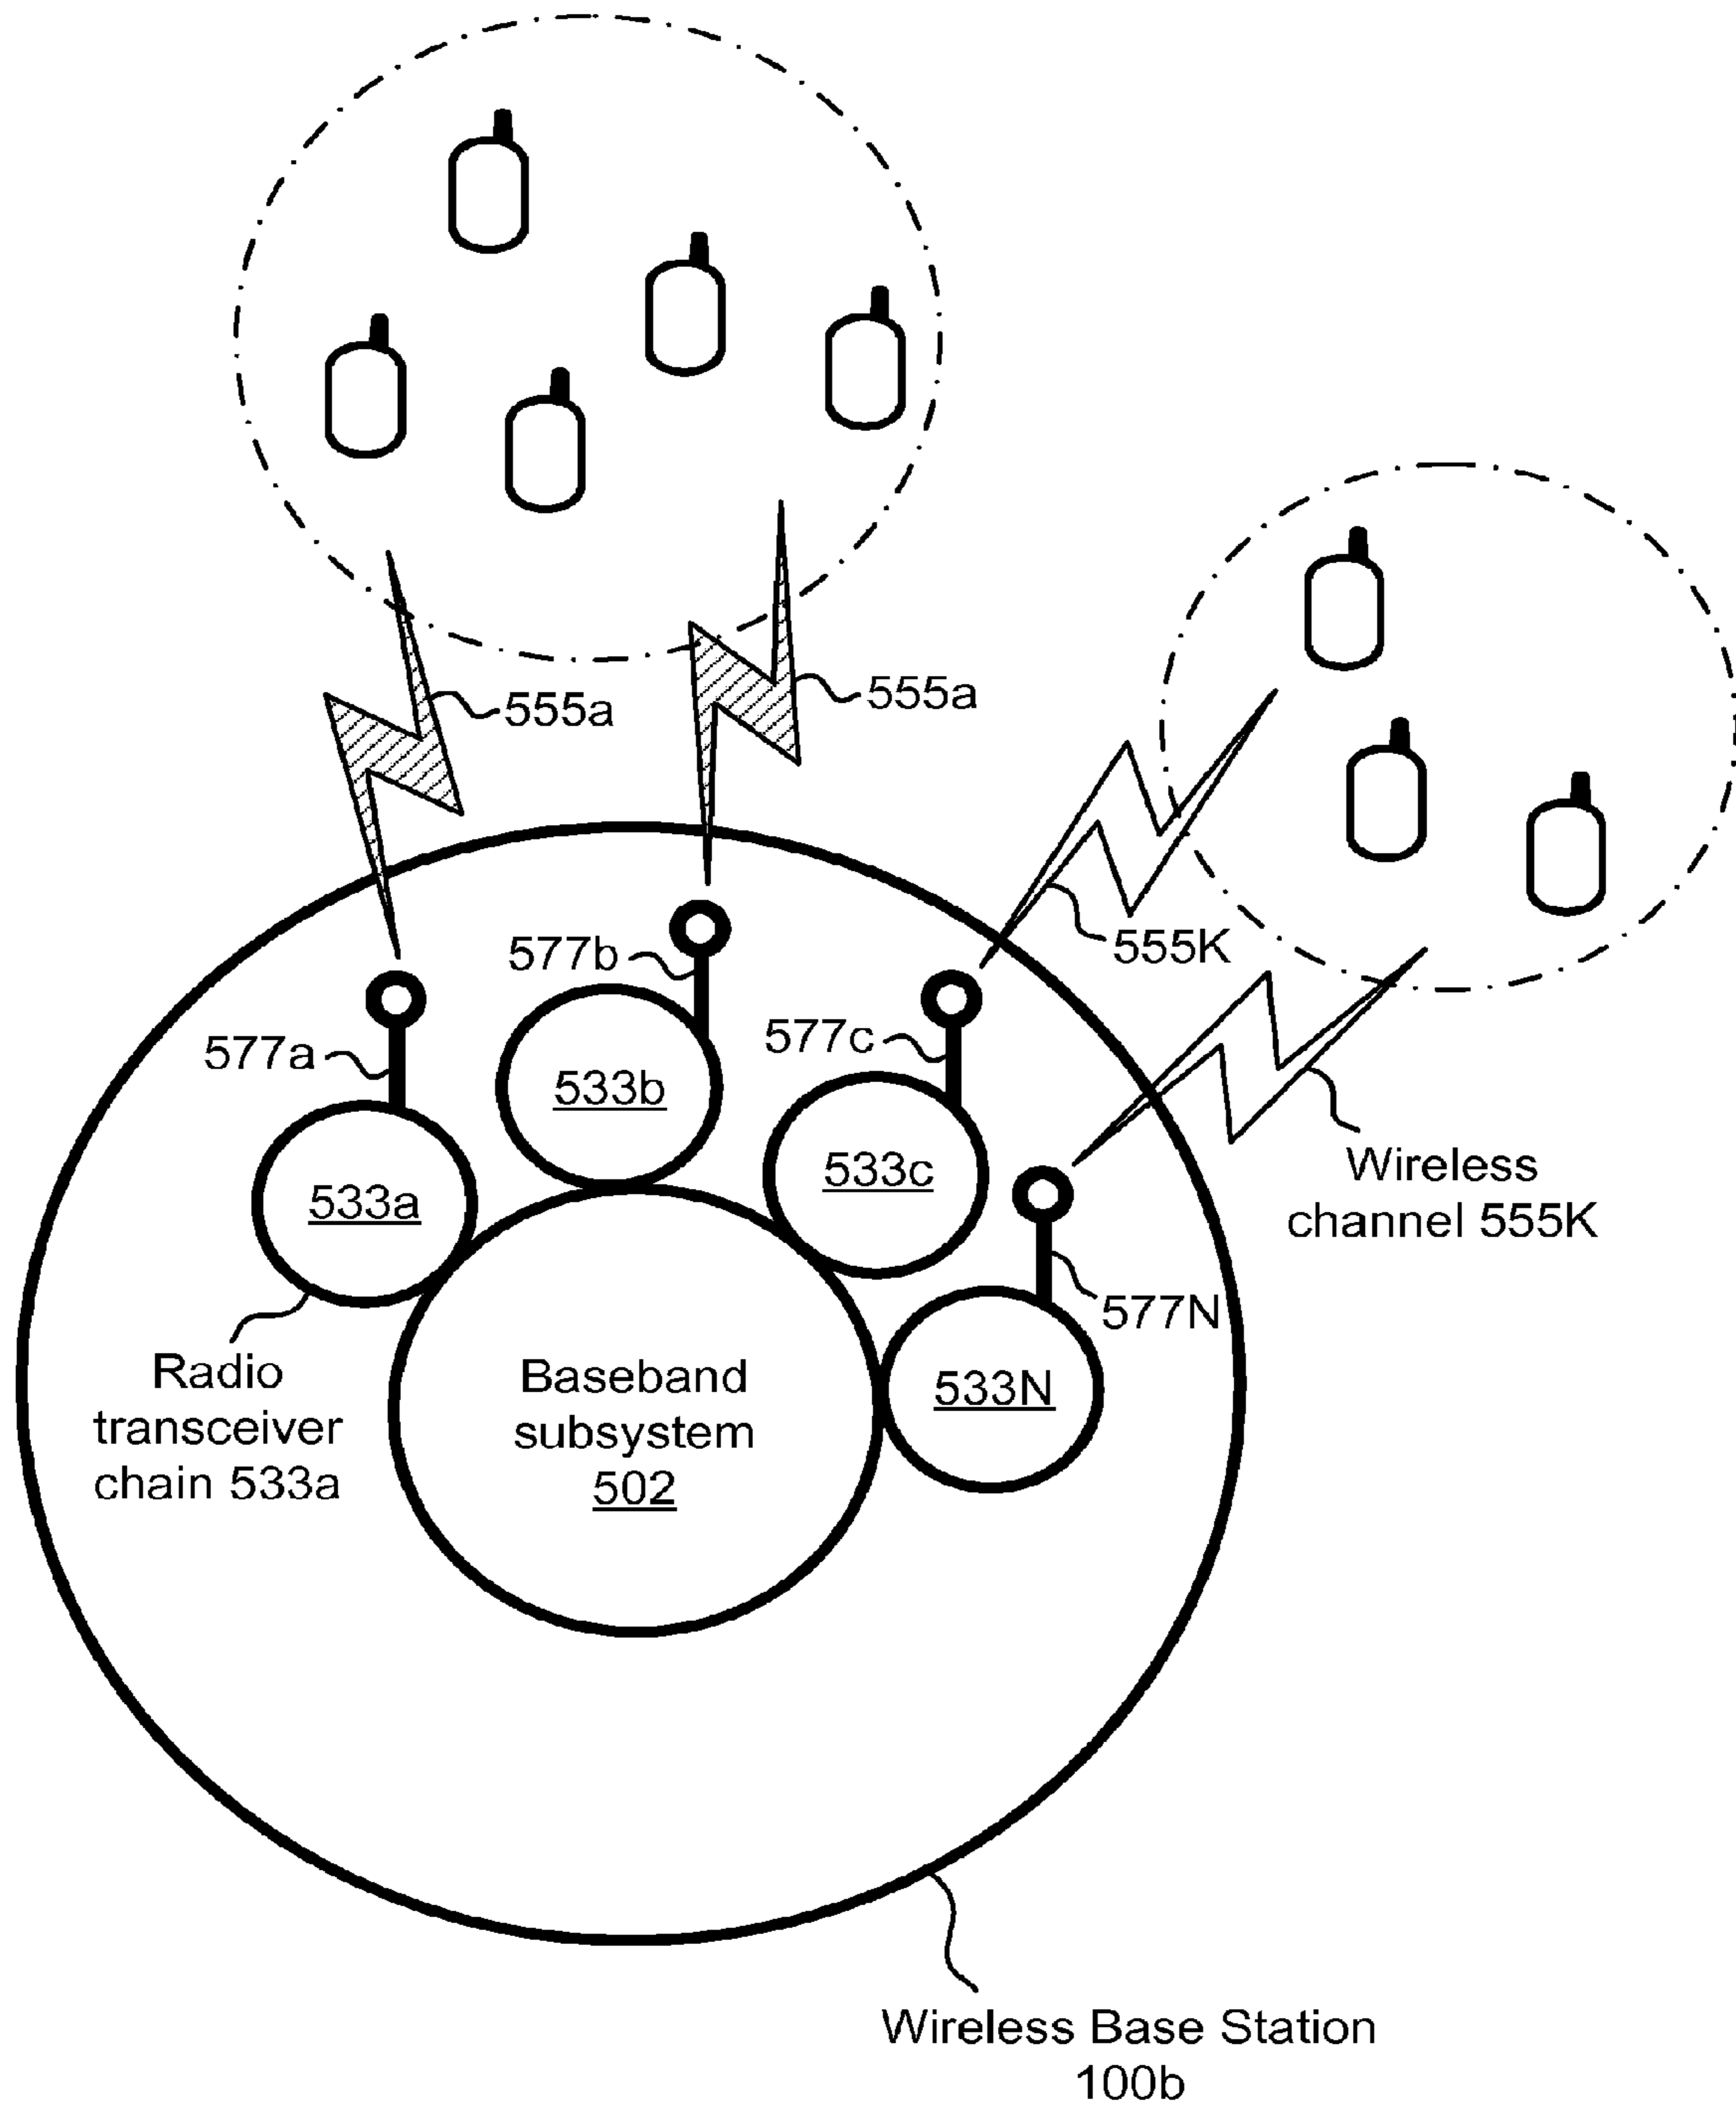 555a
555a
555K
577b
577a
577c
533b
533c
533a
Wireless
channel 555K
577N
Radio
transceiver
chain 533a
Baseband
subsystem
502
533N
Wireless Base Station
100b